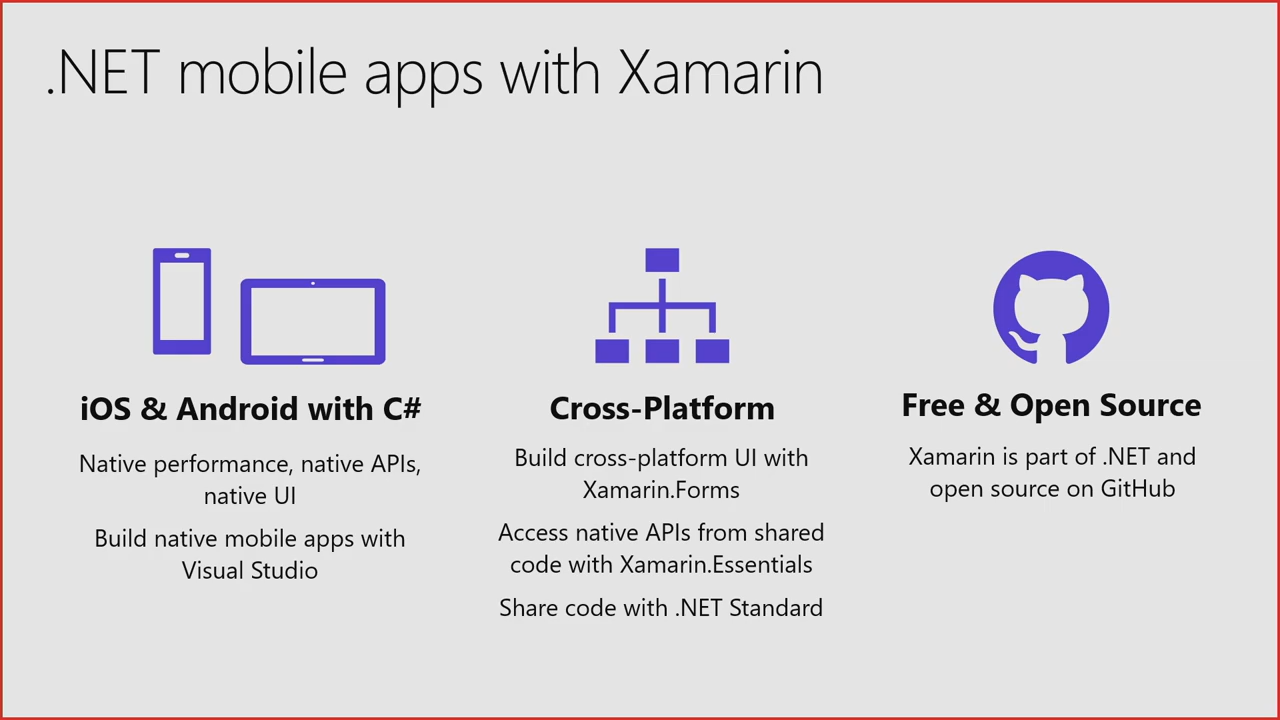 .NET mobile apps with Xamarin
iOS & Android with C#
Native performance, native APIs,
native UI
Build native mobile apps with
Visual Studio
Cross-Platform
Build cross-platform UI with
Xamarin.Forms
Access native APIs from shared
code with Xamarin.Essentials
Share code with .NET Standard
Free & Open Source
Xamarin is part of .NET and
open source on GitHub